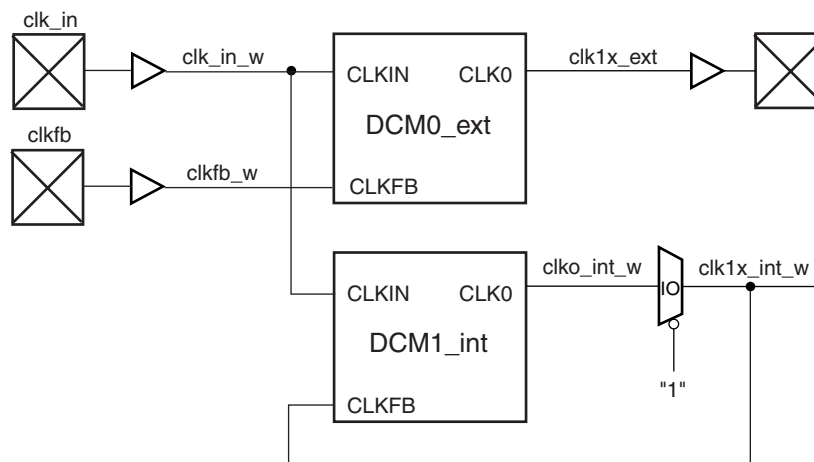 clk_in
clk_in_w
CLKIN
CLK0
clk1x_ext
DCM0_ext
clkfb
clkfb_w
CLKFB
clko_int_w
clk1x_int_w
CLKIN
CLK0
IO
DCM1_int
"1"
CLKFB